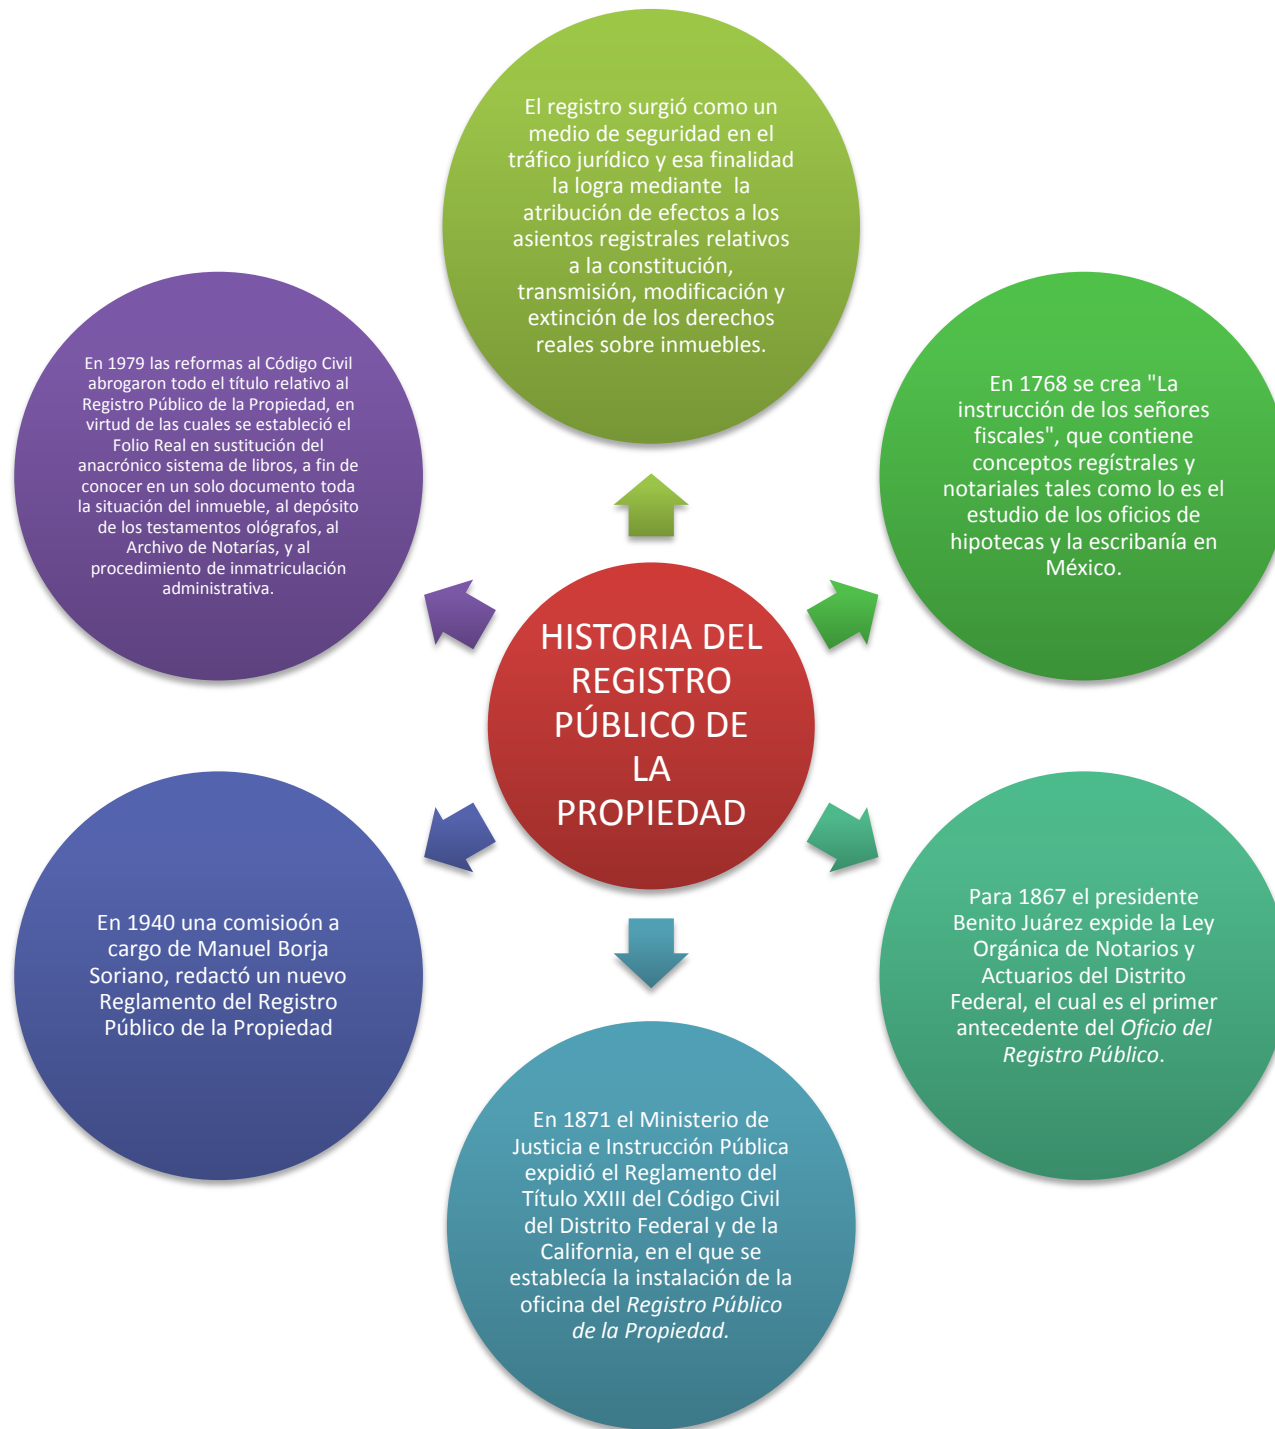 El registro surgió como un
medio de seguridad en el
tráfico jurídico y esa finalidad
la logra mediante  la
atribución de efectos a los
asientos registrales relativos
a la constitución,
transmisión, modificación y
extinción de los derechos
reales sobre inmuebles.
En 1768 se crea "La
instrucción de los señores
fiscales", que contiene
conceptos regístrales y
notariales tales como lo es el
estudio de los oficios de
hipotecas y la escribanía en
México.
Para 1867 el presidente
Benito Juárez expide la Ley
Orgánica de Notarios y
Actuarios del Distrito
Federal, el cual es el primer
antecedente del Oficio del
Registro Público.
En 1871 el Ministerio de
Justicia e Instrucción Pública
expidió el Reglamento del
Título XXIII del Código Civil
del Distrito Federal y de la
California, en el que se
establecía la instalación de la
oficina del Registro Público
de la Propiedad.
En 1940 una comisioón a
cargo de Manuel Borja
Soriano, redactó un nuevo
Reglamento del Registro
Público de la Propiedad
En 1979 las reformas al Código Civil
abrogaron todo el título relativo al
Registro Público de la Propiedad, en
virtud de las cuales se estableció el
Folio Real en sustitución del
anacrónico sistema de libros, a fin de
conocer en un solo documento toda
la situación del inmueble, al depósito
de los testamentos ológrafos, al
Archivo de Notarías, y al
procedimiento de inmatriculación
administrativa.
HISTORIA DEL
REGISTRO
PÚBLICO DE
LA
PROPIEDAD